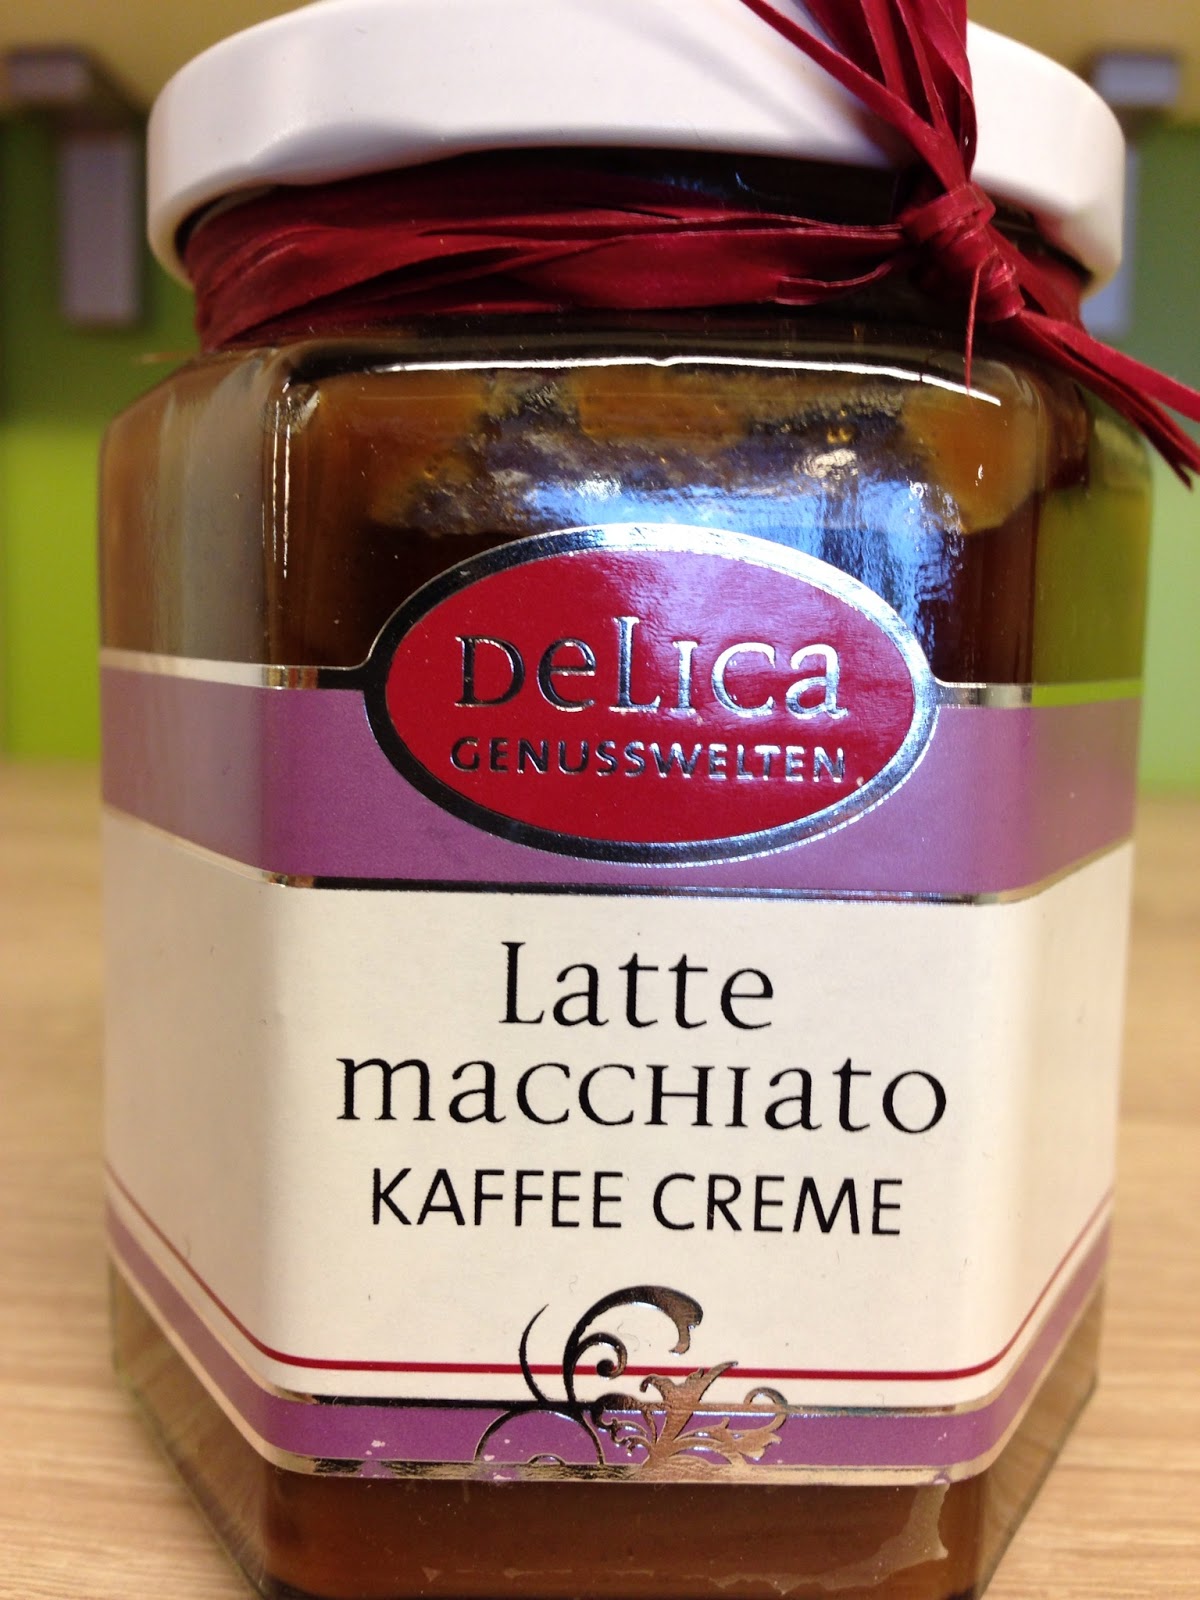 DeLICa
GENUSSWELTEN
Latte
maCCHIato
KAFFEE CREME